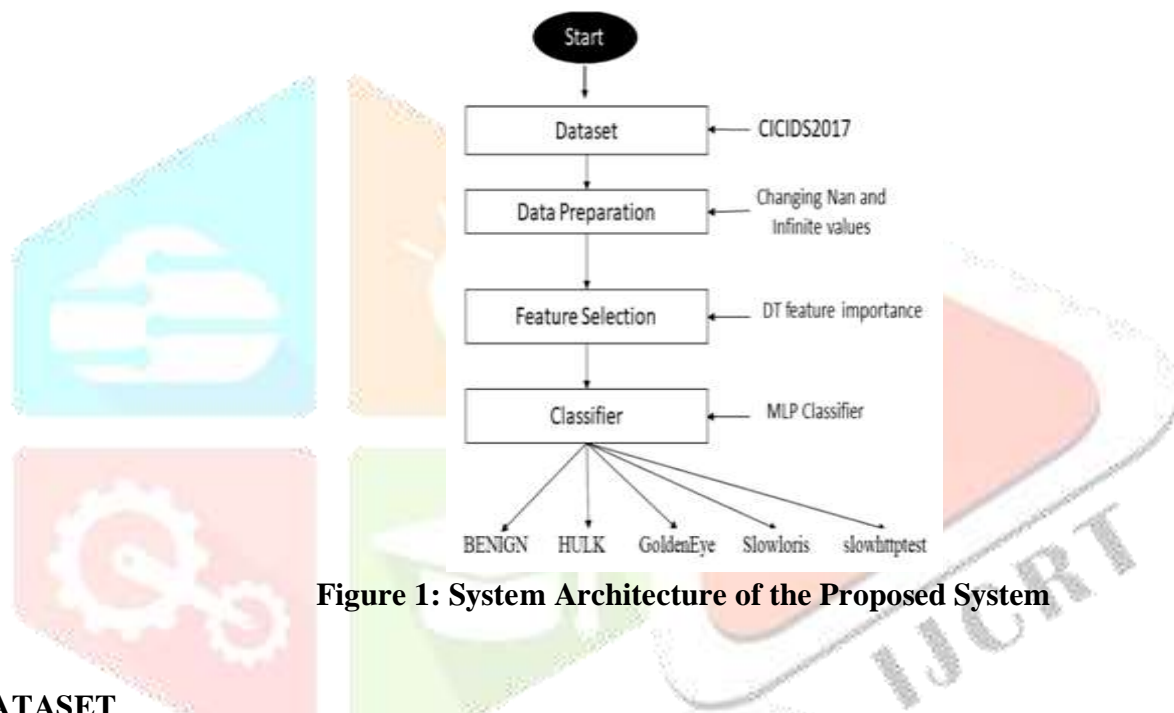 Start
Dataset
CICIDS2017
Data Preparation
Changing Nan and
Infinite values
Feature Selection
DT feature importance
Classifier
MLP Classifier
BENIGN HULK GoldenEye Slowloris slowhttptest
Figure 1: System Architecture of the Proposed System
IJCRT
ATASET